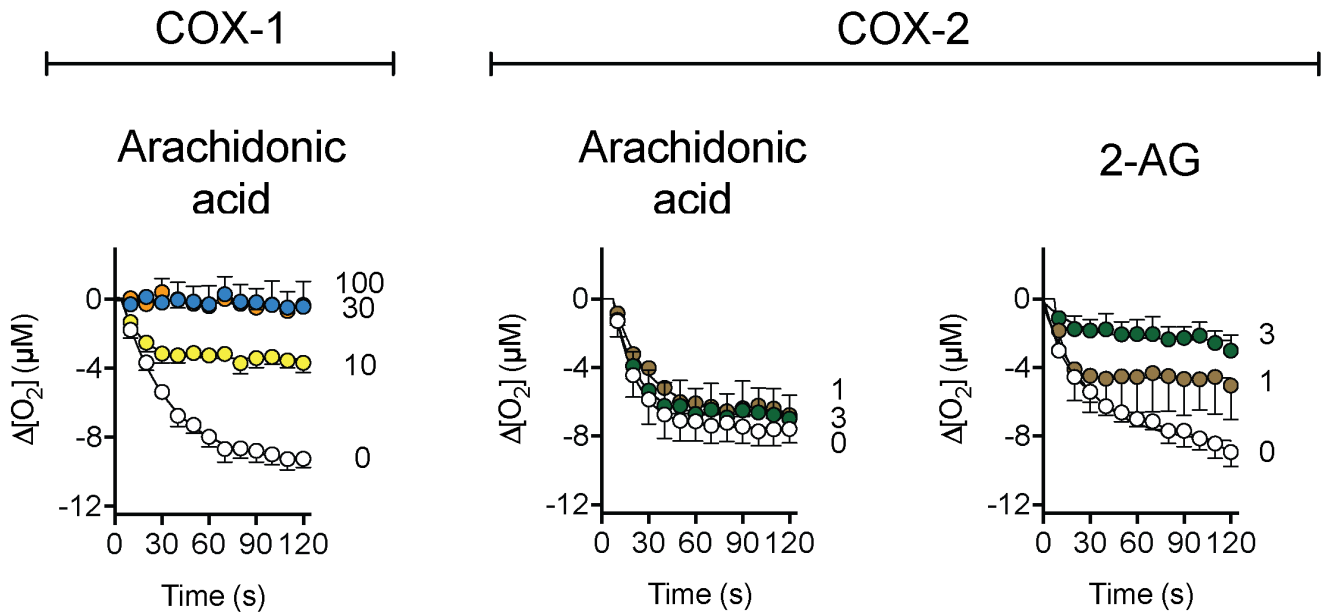 COX-1
COX-2
Arachidonic
acid
Arachidonic
acid
2-AG
Δ[O2] (µM)
0
-4
-8
-12
100
30
10
0
0 30 60 90 120
Time (s)
Δ[O2] (µM)
0
-4
-8
-12
1
3
0
0 30 60 90 120
Time (s)
Δ[O2] (µM)
0
-4
-8
-12
3
1
0
0 30 60 90 120
Time (s)